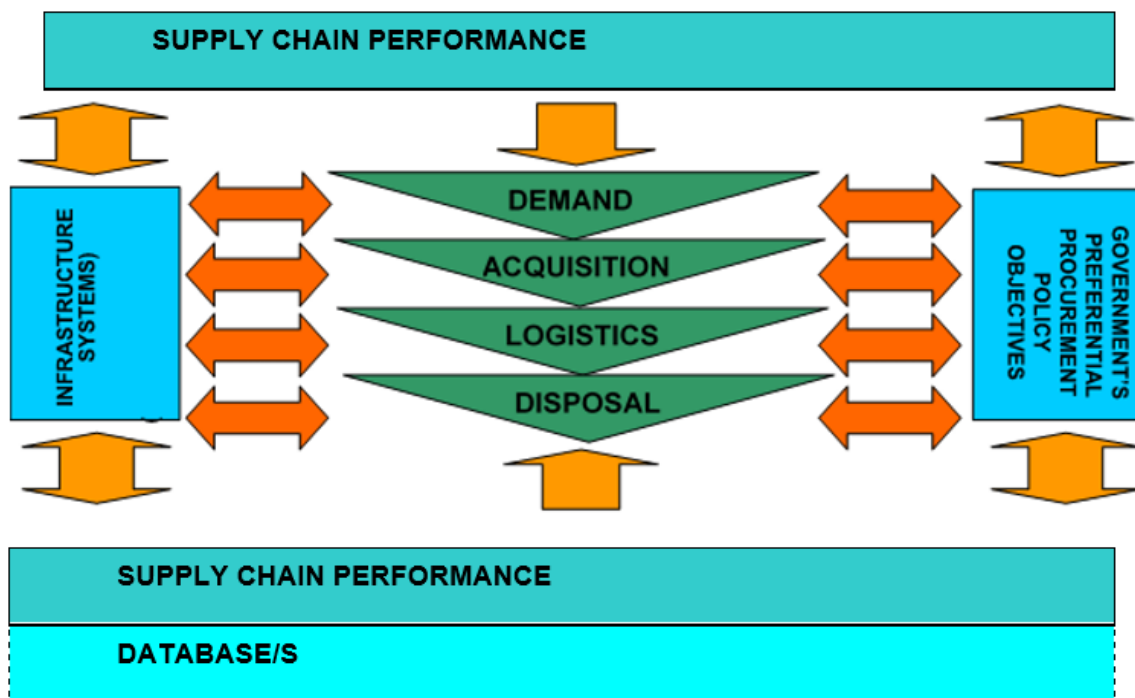 SUPPLY CHAIN PERFORMANCE
DEMAND
ACQUISITION
LOGISTICS
DISPOSAL
INFRASTRUCTURE
SYSTEMS)
GOVERNMENT'S
PREFERENTIAL
PROCUREMENT
POLICY
OBJECTIVES
SUPPLY CHAIN PERFORMANCE
DATABASE/S